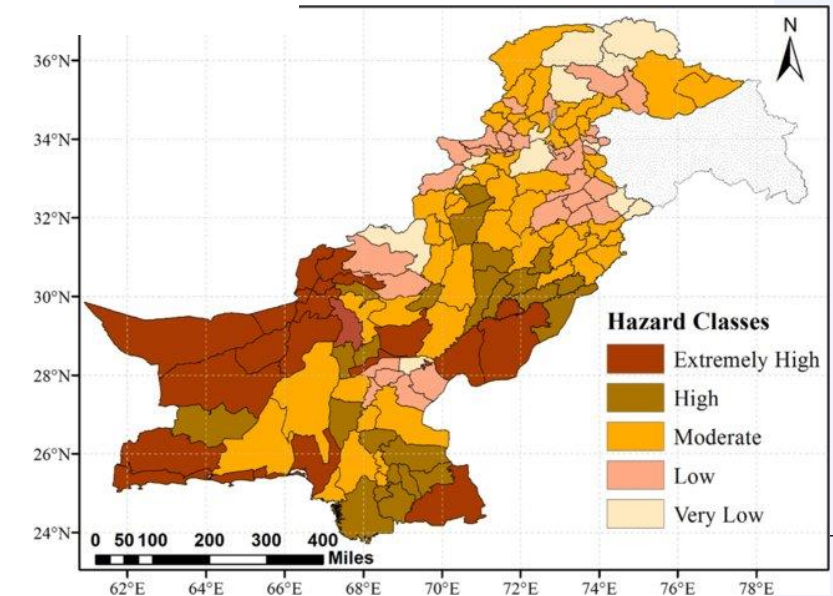 N
36°N
34°N
32°N
30°N
28°N
26°N
24°N
Hazard Classes
Extremely High
High
Moderate
Low
Very Low
0 50 100 200 300 400
Miles
62°E 64°E 66°E 68°E 70°E 72°E 74°E 76°E 78°E